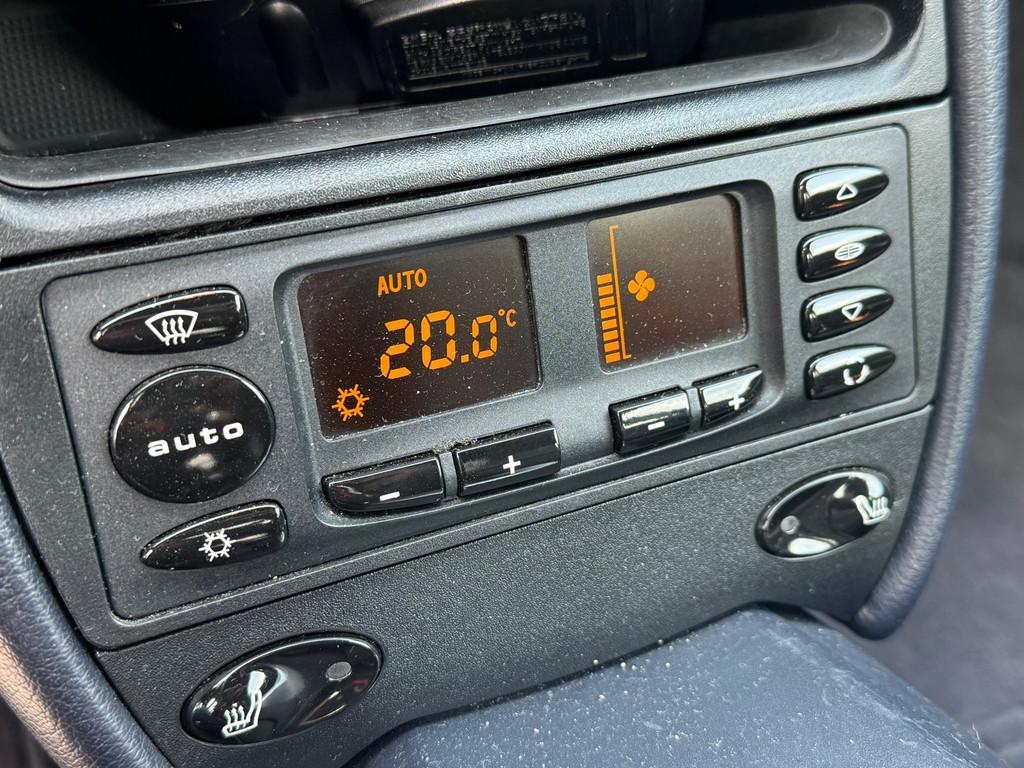 AUTO
20.0°C
auto
- +
- +